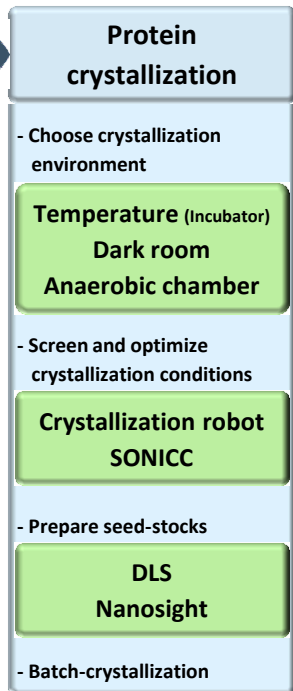 Protein
crystallization
- Choose crystallization
environment
Temperature (Incubator)
Dark room
Anaerobic chamber
- Screen and optimize
crystallization conditions
Crystallization robot
SONICC
- Prepare seed-stocks
DLS
Nanosight
- Batch-crystallization